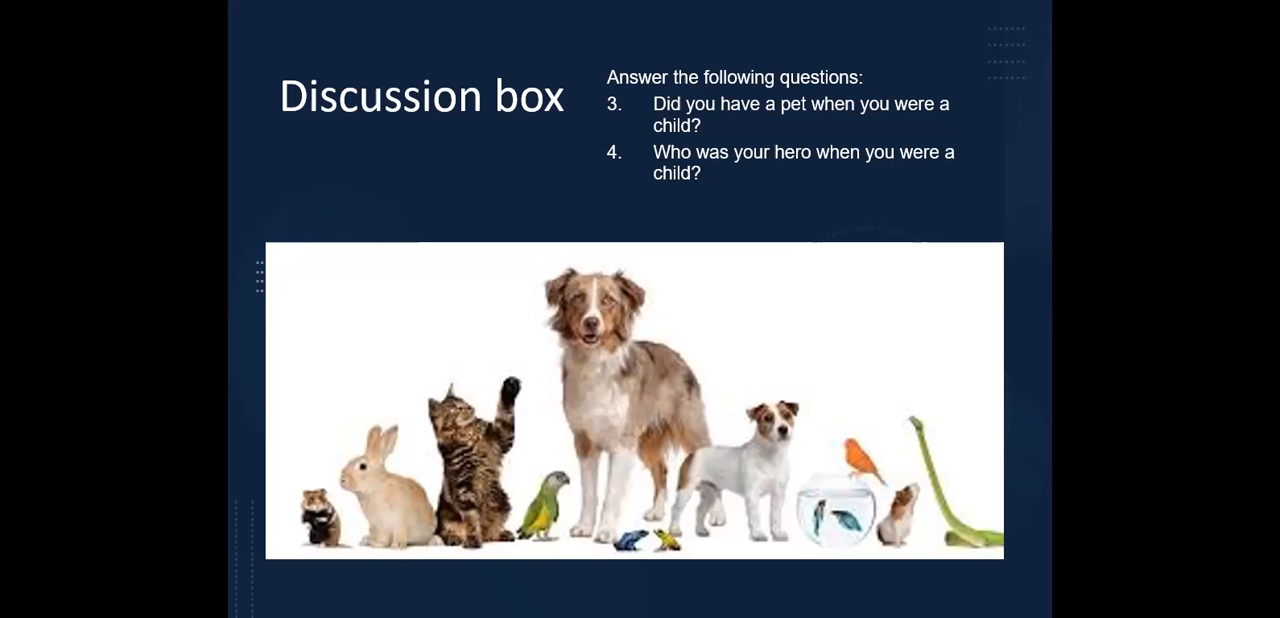 Discussion box
Answer the following questions:
3. Did you have a pet when you were a
child?
4. Who was your hero when you were a
child?